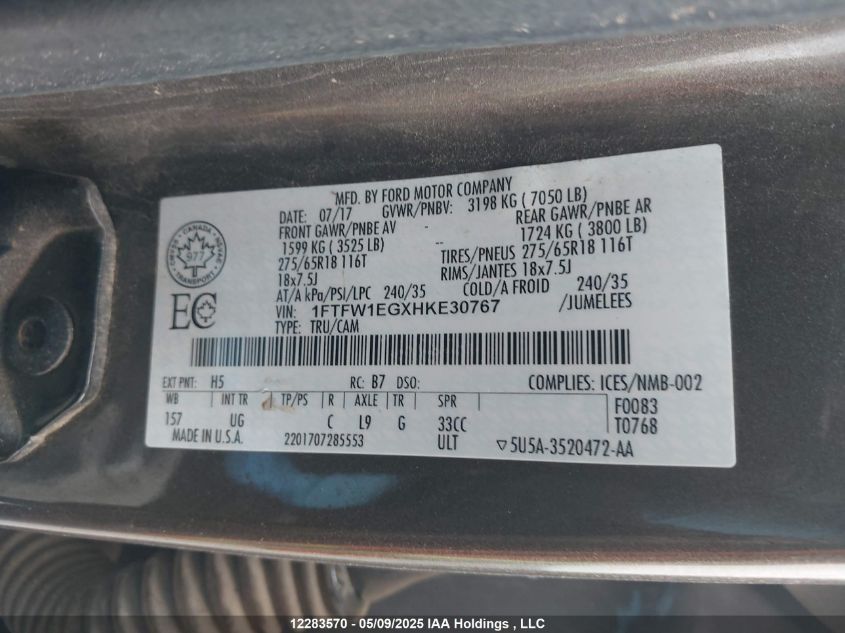 MFD. BY FORD MOTOR COMPANY
DATE: 07/17 GVWR/PNBV: 3198 KG ( 7050 LB)
FRONT GAWR/PNBE AV -- REAR GAWR/PNBE AR
1599 KG ( 3525 LB) -- 1724 KG ( 3800 LB)
275/65R18 116T TIRES/PNEUS 275/65R18 116T
18x7.5J RIMS/JANTES 18x7.5J
AT/A kPa/PSI/LPC 240/35 COLD/A FROID 240/35
VIN: 1FTFW1EGXHKE30767 /JUMELEES
TYPE: TRU/CAM
CANADA
977
TRANSPORT
EC
EXT PNT: H5 RC: B7 DSO: COMPLIES: ICES/NMB-002
WB INT TR TP/PS R AXLE TR SPR F0083
157 UG C L9 G 33CC T0768
MADE IN U.S.A. 2201707285553 ULT ▽5U5A-3520472-AA
12283570 - 05/09/2025 IAA Holdings , LLC